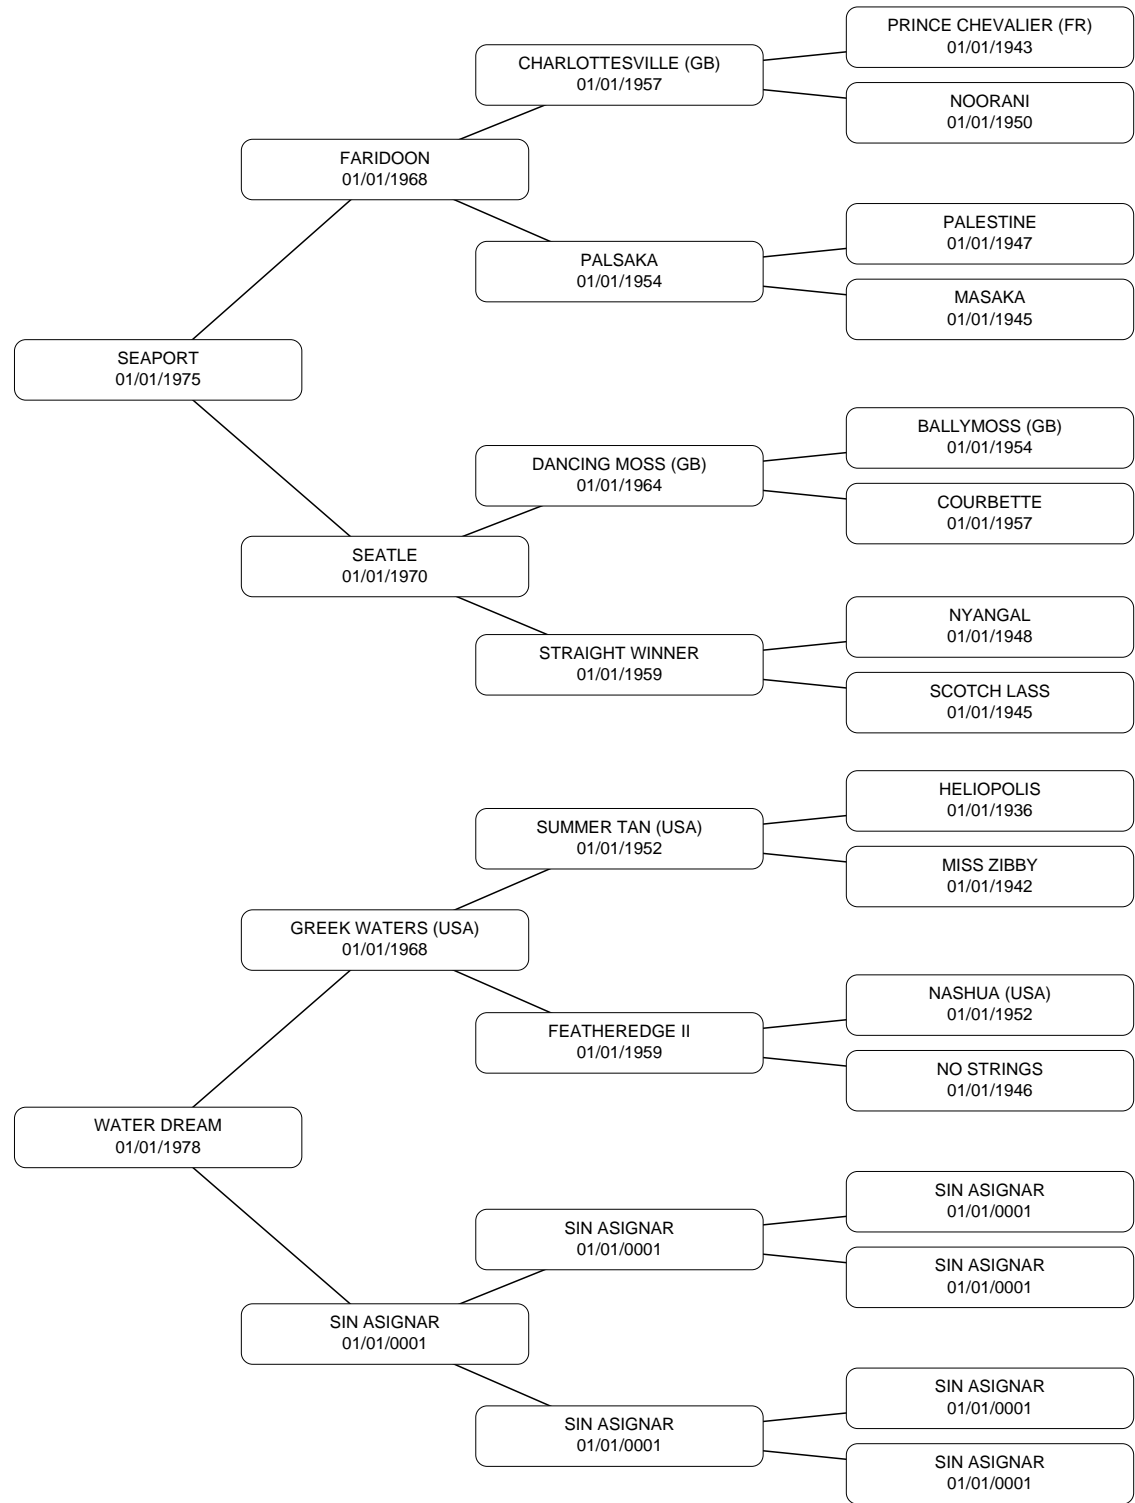 PRINCE CHEVALIER (FR)
01/01/1943
CHARLOTTESVILLE (GB)
01/01/1957
NOORANI
01/01/1950
FARIDOON
01/01/1968
PALESTINE
01/01/1947
PALSAKA
01/01/1954
MASAKA
01/01/1945
SEAPORT
01/01/1975
BALLYMOSS (GB)
01/01/1954
DANCING MOSS (GB)
01/01/1964
COURBETTE
01/01/1957
SEATLE
01/01/1970
NYANGAL
01/01/1948
STRAIGHT WINNER
01/01/1959
SCOTCH LASS
01/01/1945
HELIOPOLIS
01/01/1936
SUMMER TAN (USA)
01/01/1952
MISS ZIBBY
01/01/1942
GREEK WATERS (USA)
01/01/1968
NASHUA (USA)
01/01/1952
FEATHEREDGE II
01/01/1959
NO STRINGS
01/01/1946
WATER DREAM
01/01/1978
SIN ASIGNAR
01/01/0001
SIN ASIGNAR
01/01/0001
SIN ASIGNAR
01/01/0001
SIN ASIGNAR
01/01/0001
SIN ASIGNAR
01/01/0001
SIN ASIGNAR
01/01/0001
SIN ASIGNAR
01/01/0001